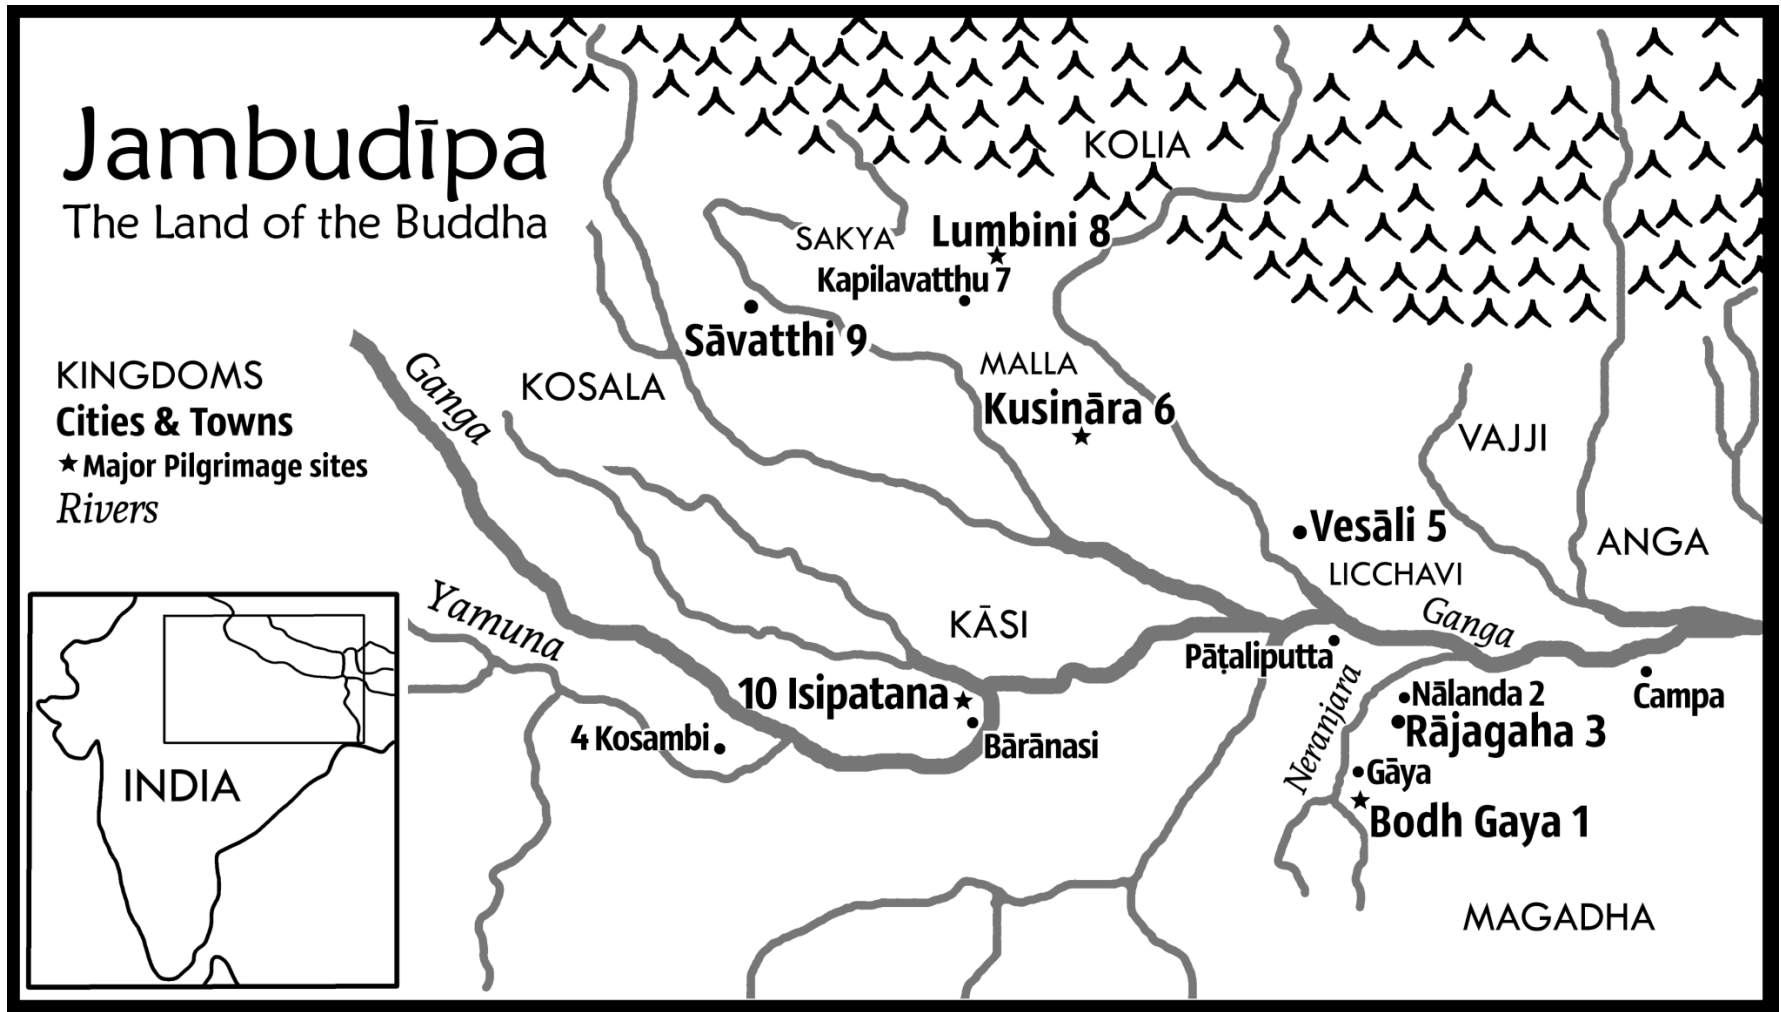 Jambudīpa
The Land of the Buddha
KINGDOMS
Cities & Towns
Major Pilgrimage sites
Rivers
INDIA
KOLIA
SAKYA
Lumbini 8
Kapilavatthu 7
Sāvatthi 9
Ganga
KOSALA
MALLA
Kusināra 6
VAJJI
Vesāli 5
LICCHAVI
ANGA
Yamuna
KĀSI
Ganga
Pāṭaliputta
Neranjara
10 Isipatana
4 Kosambi
Bārānasi
Nālanda 2
Rājagaha 3
Campa
Gāya
Bodh Gaya 1
MAGADHA